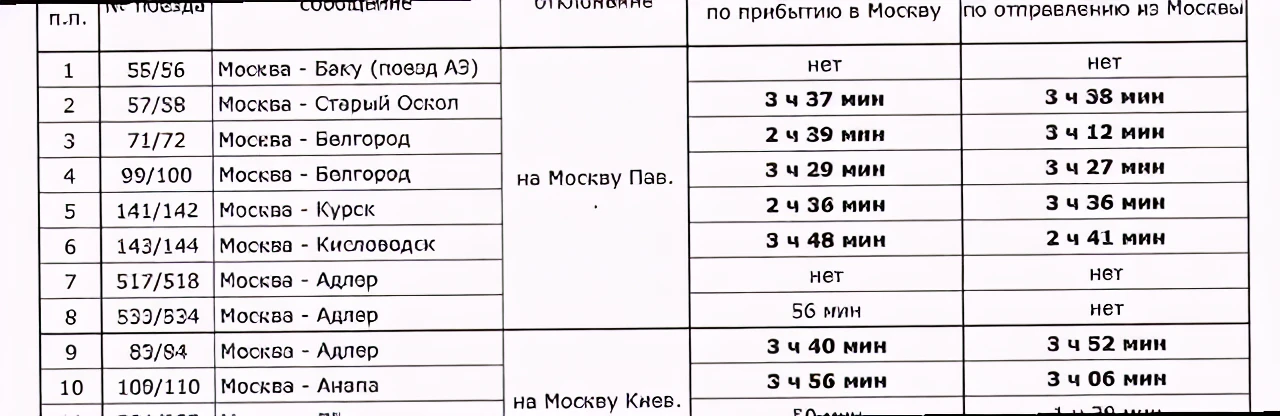 п.п. № поезда сообщение отклонение по прибытию в Москву по отправлению из Москвы
1 55/56 Москва - Баку (поезд АЗ) нет нет
2 57/58 Москва - Старый Оскол 3 ч 37 мин 3 ч 38 мин
3 71/72 Москва - Белгород 2 ч 39 мин 3 ч 12 мин
4 99/100 Москва - Белгород на Москву Пав. 3 ч 29 мин 3 ч 27 мин
5 141/142 Москва - Курск 2 ч 36 мин 3 ч 36 мин
6 143/144 Москва - Кисловодск 3 ч 48 мин 2 ч 41 мин
7 517/518 Москва - Адлер нет нет
8 533/534 Москва - Адлер 56 мин нет
9 83/84 Москва - Адлер 3 ч 40 мин 3 ч 52 мин
10 109/110 Москва - Анапа на Москву Киев. 3 ч 56 мин 3 ч 06 мин